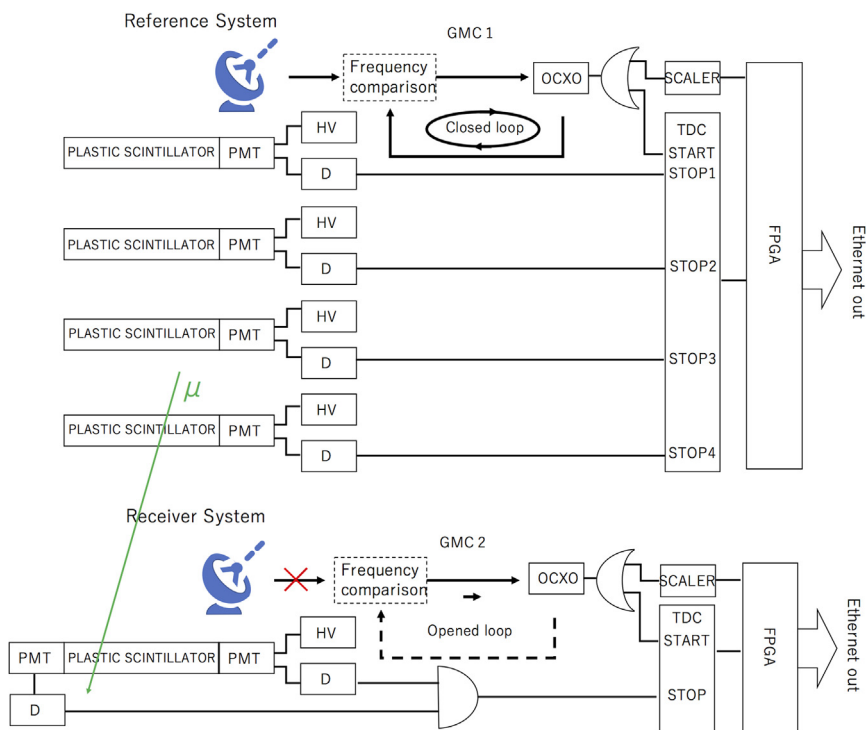 Reference System
GMC 1
Frequency
comparison
OCXO
SCALER
HV
Closed loop
TDC
PLASTIC SCINTILLATOR PMT
START
D
STOP1
HV
PLASTIC SCINTILLATOR PMT
D
STOP2
FPGA
Ethernet out
HV
PLASTIC SCINTILLATOR PMT
D
STOP3
μ
HV
PLASTIC SCINTILLATOR PMT
D
STOP4
Receiver System
GMC 2
Frequency
comparison
OCXO
SCALER
TDC
HV
Opened loop
START
PMT PLASTIC SCINTILLATOR PMT
D
STOP
D
FPGA
Ethernet out